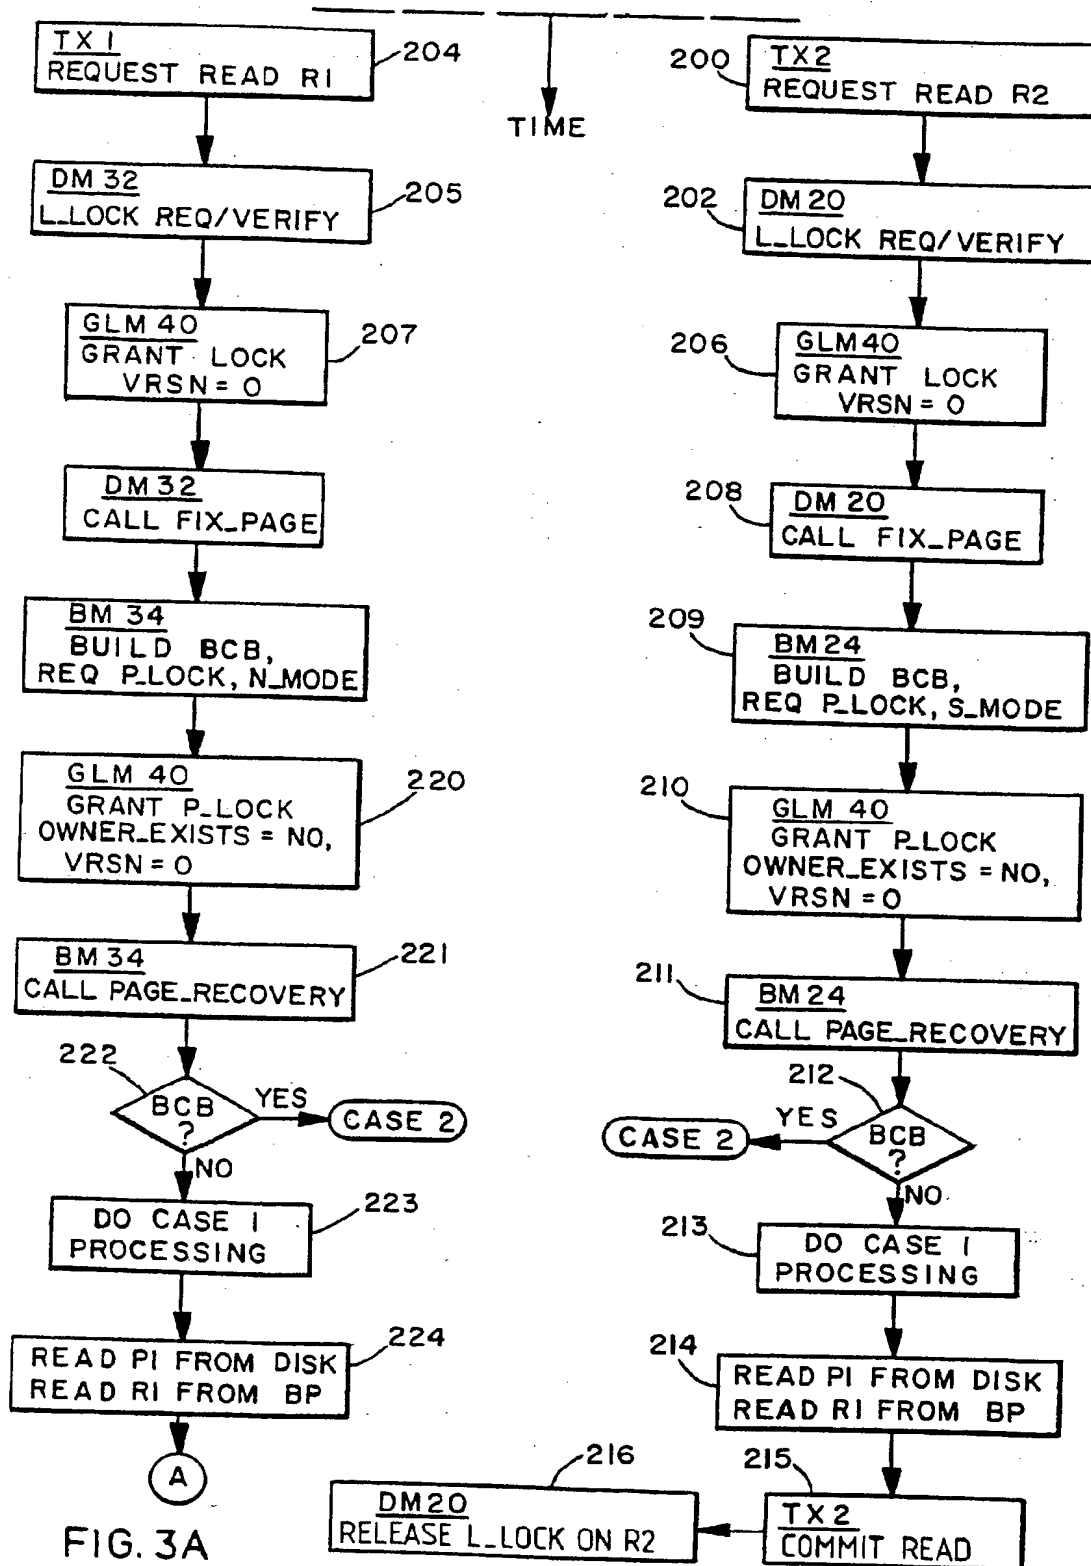 TX1
REQUEST READ R1
204
DM 32
L_LOCK REQ/VERIFY
205
GLM 40
GRANT LOCK
VRSN = 0
207
DM 32
CALL FIX_PAGE
BM 34
BUILD BCB,
REQ P_LOCK, N_MODE
GLM 40
GRANT P_LOCK
OWNER_EXISTS = NO,
VRSN = 0
220
BM 34
CALL PAGE_RECOVERY
221
222
BCB
?
YES
CASE 2
NO
DO CASE 1
PROCESSING
223
READ P1 FROM DISK
READ R1 FROM BP
224
A
FIG. 3A
TIME
200
TX2
REQUEST READ R2
202
DM 20
L_LOCK REQ/VERIFY
206
GLM 40
GRANT LOCK
VRSN = 0
208
DM 20
CALL FIX_PAGE
209
BM 24
BUILD BCB,
REQ P_LOCK, S_MODE
210
GLM 40
GRANT P_LOCK
OWNER_EXISTS = NO,
VRSN = 0
211
BM 24
CALL PAGE_RECOVERY
212
BCB
?
YES
CASE 2
NO
213
DO CASE 1
PROCESSING
214
READ P1 FROM DISK
READ R1 FROM BP
215
TX 2
COMMIT READ
216
DM 20
RELEASE L_LOCK ON R2